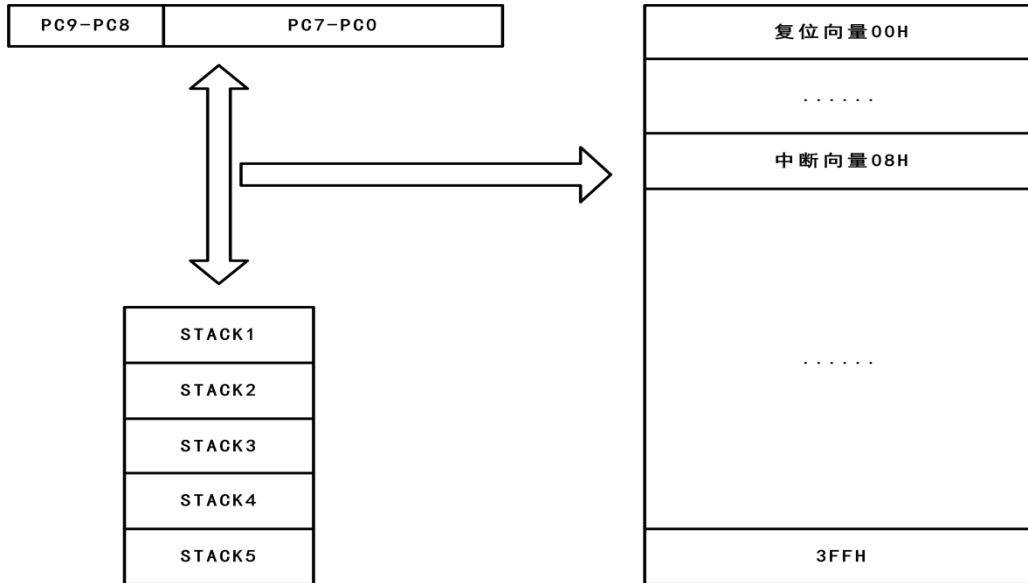 PC9-PC8
PC7-PC0
复位向量00H
......
中断向量08H
......
3FFH
STACK1
STACK2
STACK3
STACK4
STACK5